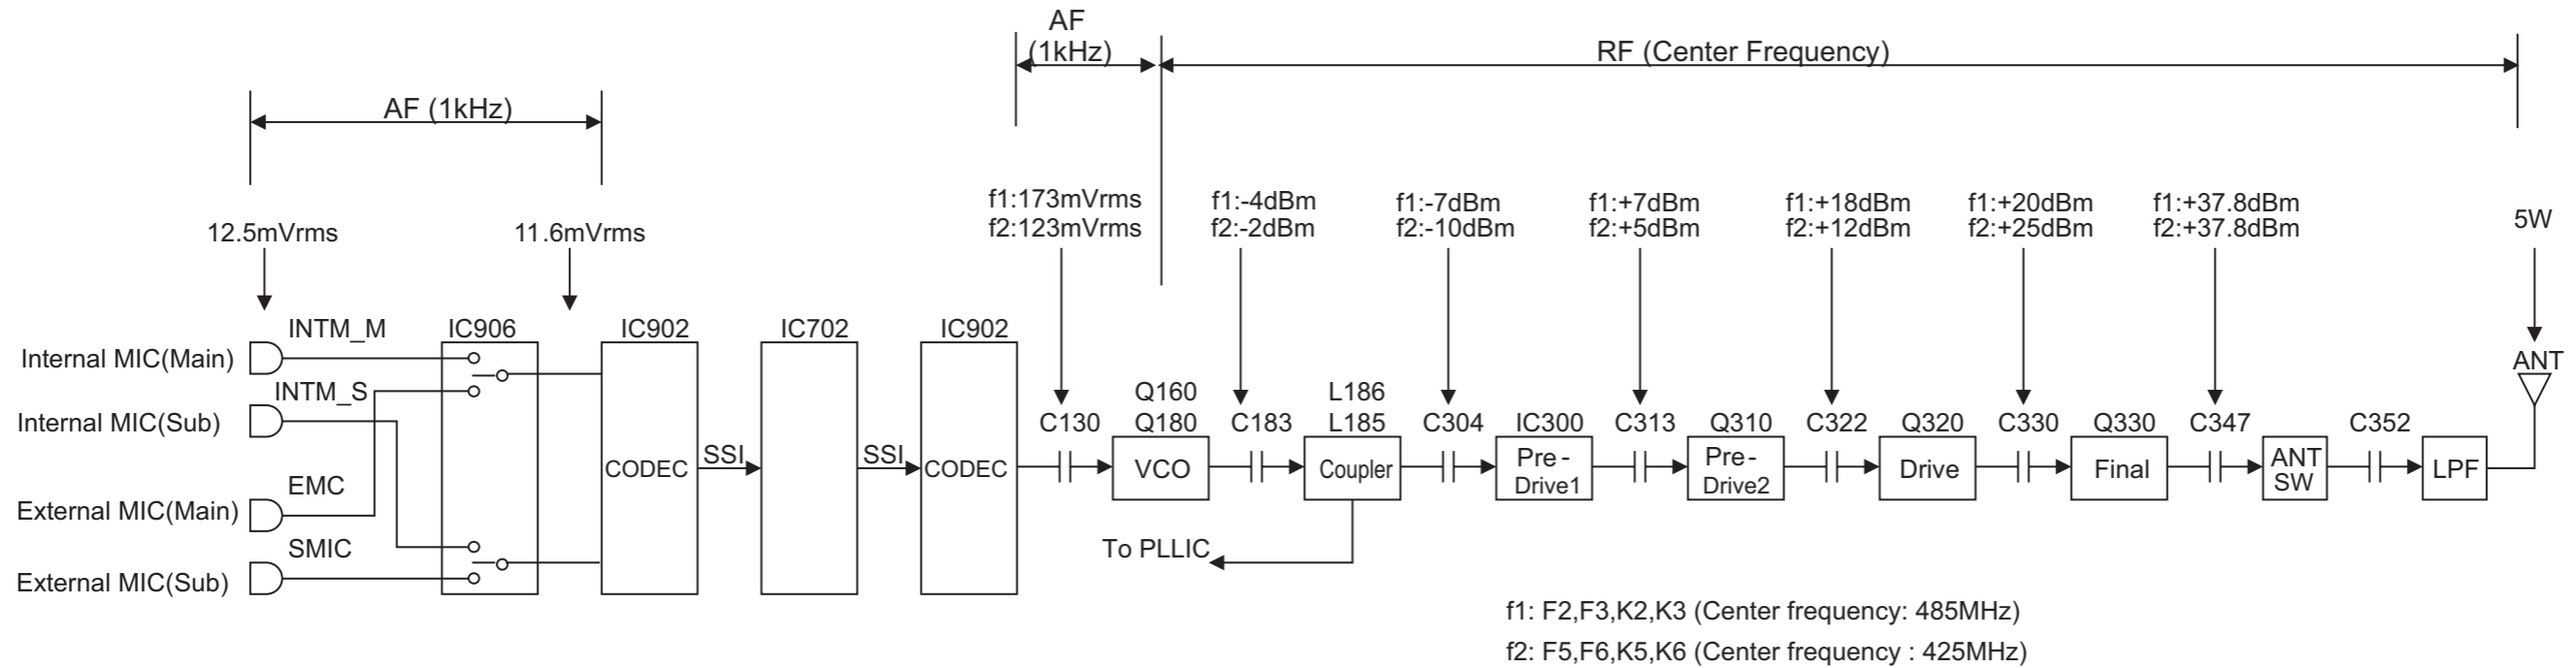 AF
(1kHz)
RF (Center Frequency)
AF (1kHz)
f1:173mVrms
f2:123mVrms
f1:-4dBm
f2:-2dBm
f1:-7dBm
f2:-10dBm
f1:+7dBm
f2:+5dBm
f1:+18dBm
f2:+12dBm
f1:+20dBm
f2:+25dBm
f1:+37.8dBm
f2:+37.8dBm
5W
12.5mVrms
11.6mVrms
INTM_M
IC906
IC902
IC702
IC902
Internal MIC(Main)
ANT
INTM_S
Q160
Q180
L186
L185
Internal MIC(Sub)
C130
C183
C304
IC300
C313
Q310
C322
Q320
C330
Q330
C347
C352
CODEC
SSI
SSI
CODEC
VCO
Coupler
Pre-
Drive1
Pre-
Drive2
Drive
Final
ANT
SW
LPF
EMC
External MIC(Main)
SMIC
To PLLIC
External MIC(Sub)
f1: F2,F3,K2,K3 (Center frequency: 485MHz)
f2: F5,F6,K5,K6 (Center frequency : 425MHz)